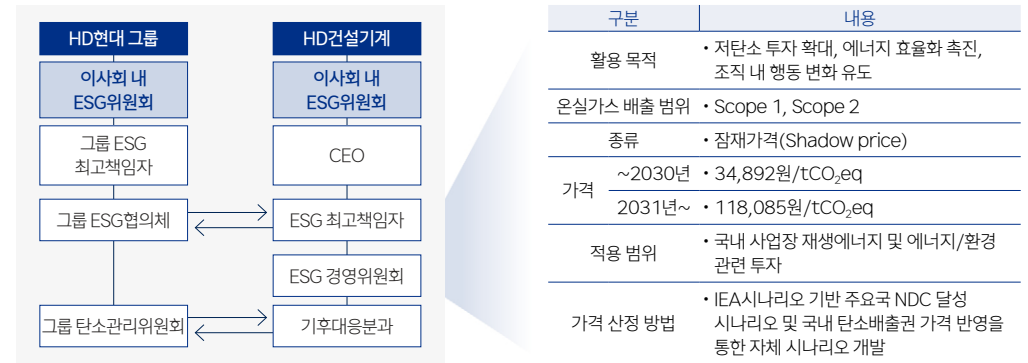 HD현대 그룹
이사회 내
ESG위원회
그룹 ESG
최고책임자
그룹 ESG협의체
그룹 탄소관리위원회
HD건설기계
이사회 내
ESG위원회
CEO
ESG 최고책임자
ESG 경영위원회
기후대응분과
구분 내용
활용 목적 • 저탄소 투자 확대, 에너지 효율화 촉진,
조직 내 행동 변화 유도
온실가스 배출 범위 • Scope 1, Scope 2
종류 • 잠재가격(Shadow price)
가격 ~2030년 • 34,892원/tCO₂eq
2031년~ • 118,085원/tCO₂eq
적용 범위 • 국내 사업장 재생에너지 및 에너지/환경
관련 투자
가격 산정 방법 • IEA시나리오 기반 주요국 NDC 달성
시나리오 및 국내 탄소배출권 가격 반영을
통한 자체 시나리오 개발